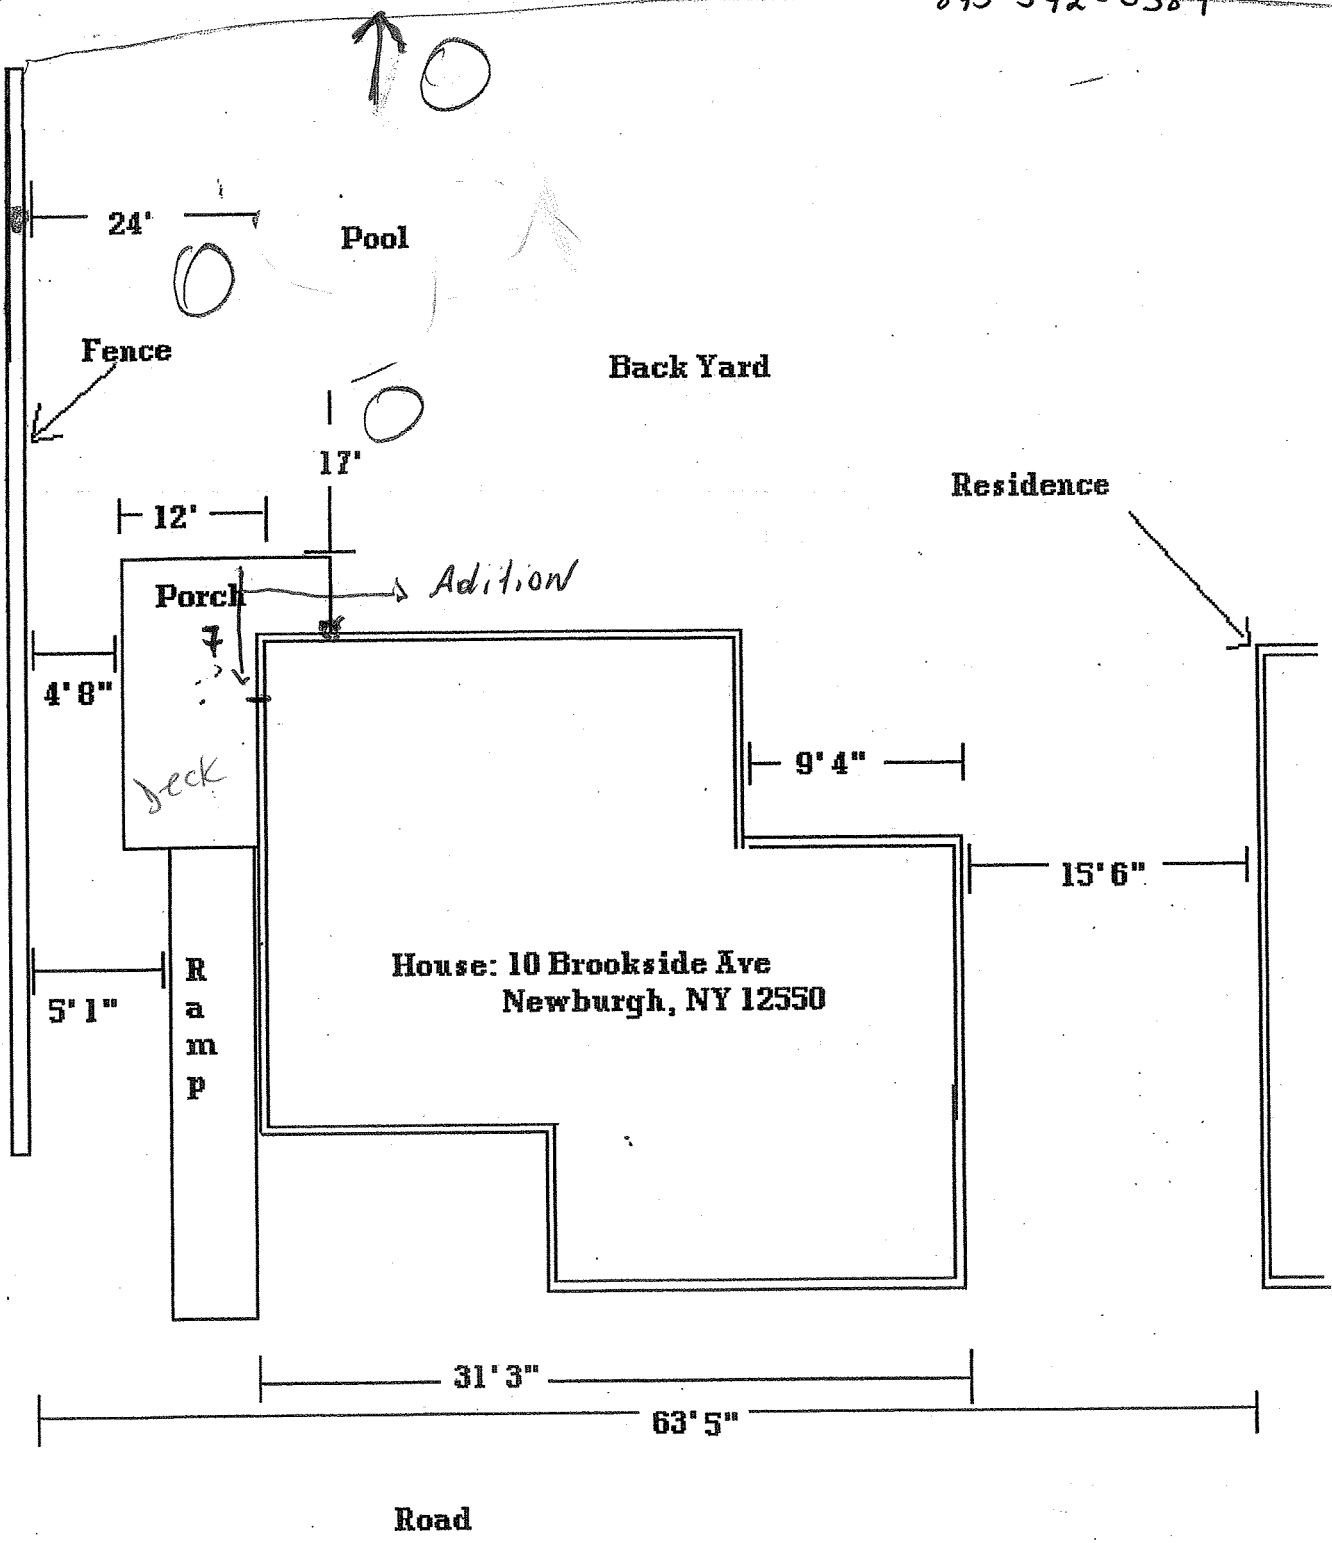 24'
Pool
Fence
Back Yard
17'
Residence
12'
Porch
Adition
7
4'8"
Deck
9'4"
15'6"
House: 10 Brookside Ave
Newburgh, NY 12550
R
a
m
p
5'1"
31'3"
63'5"
Road